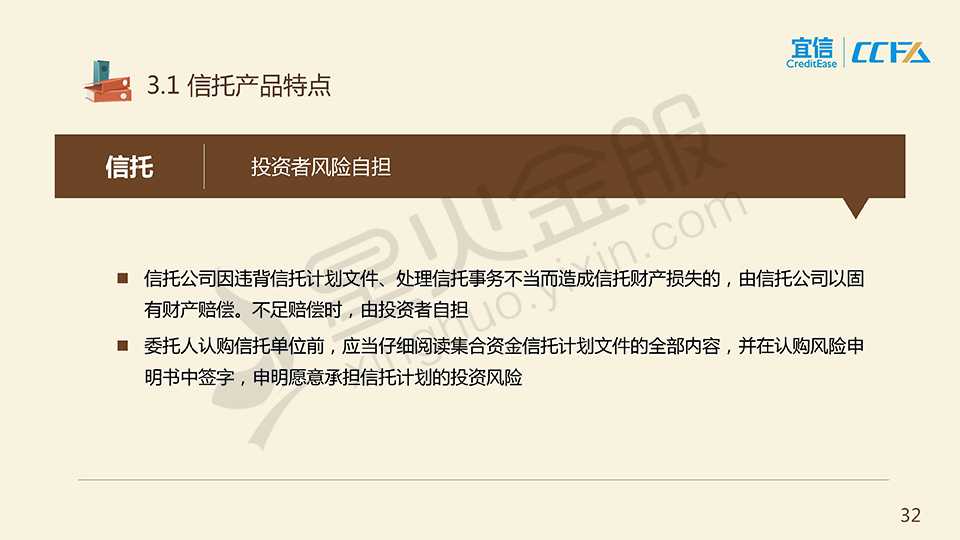 宜信
CreditEase
CCFA
3.1 信托产品特点
信托
投资者风险自担
星火金服
xinghuo.yixin.com
■ 信托公司因违背信托计划文件、处理信托事务不当而造成信托财产损失的，由信托公司以固
有财产赔偿。不足赔偿时，由投资者自担
■ 委托人认购信托单位前，应当仔细阅读集合资金信托计划文件的全部内容，并在认购风险申
明书中签字，申明愿意承担信托计划的投资风险
32